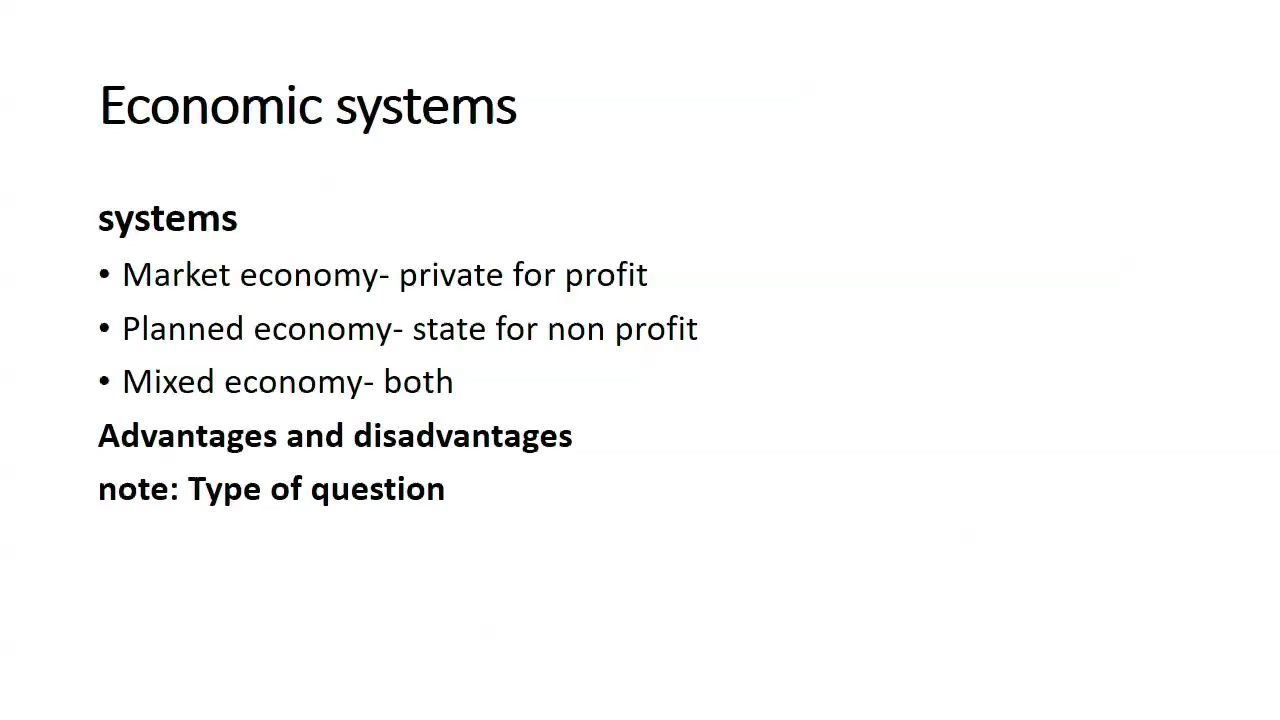 Economic systems
systems
• Market economy- private for profit
• Planned economy- state for non profit
• Mixed economy- both
Advantages and disadvantages
note: Type of question